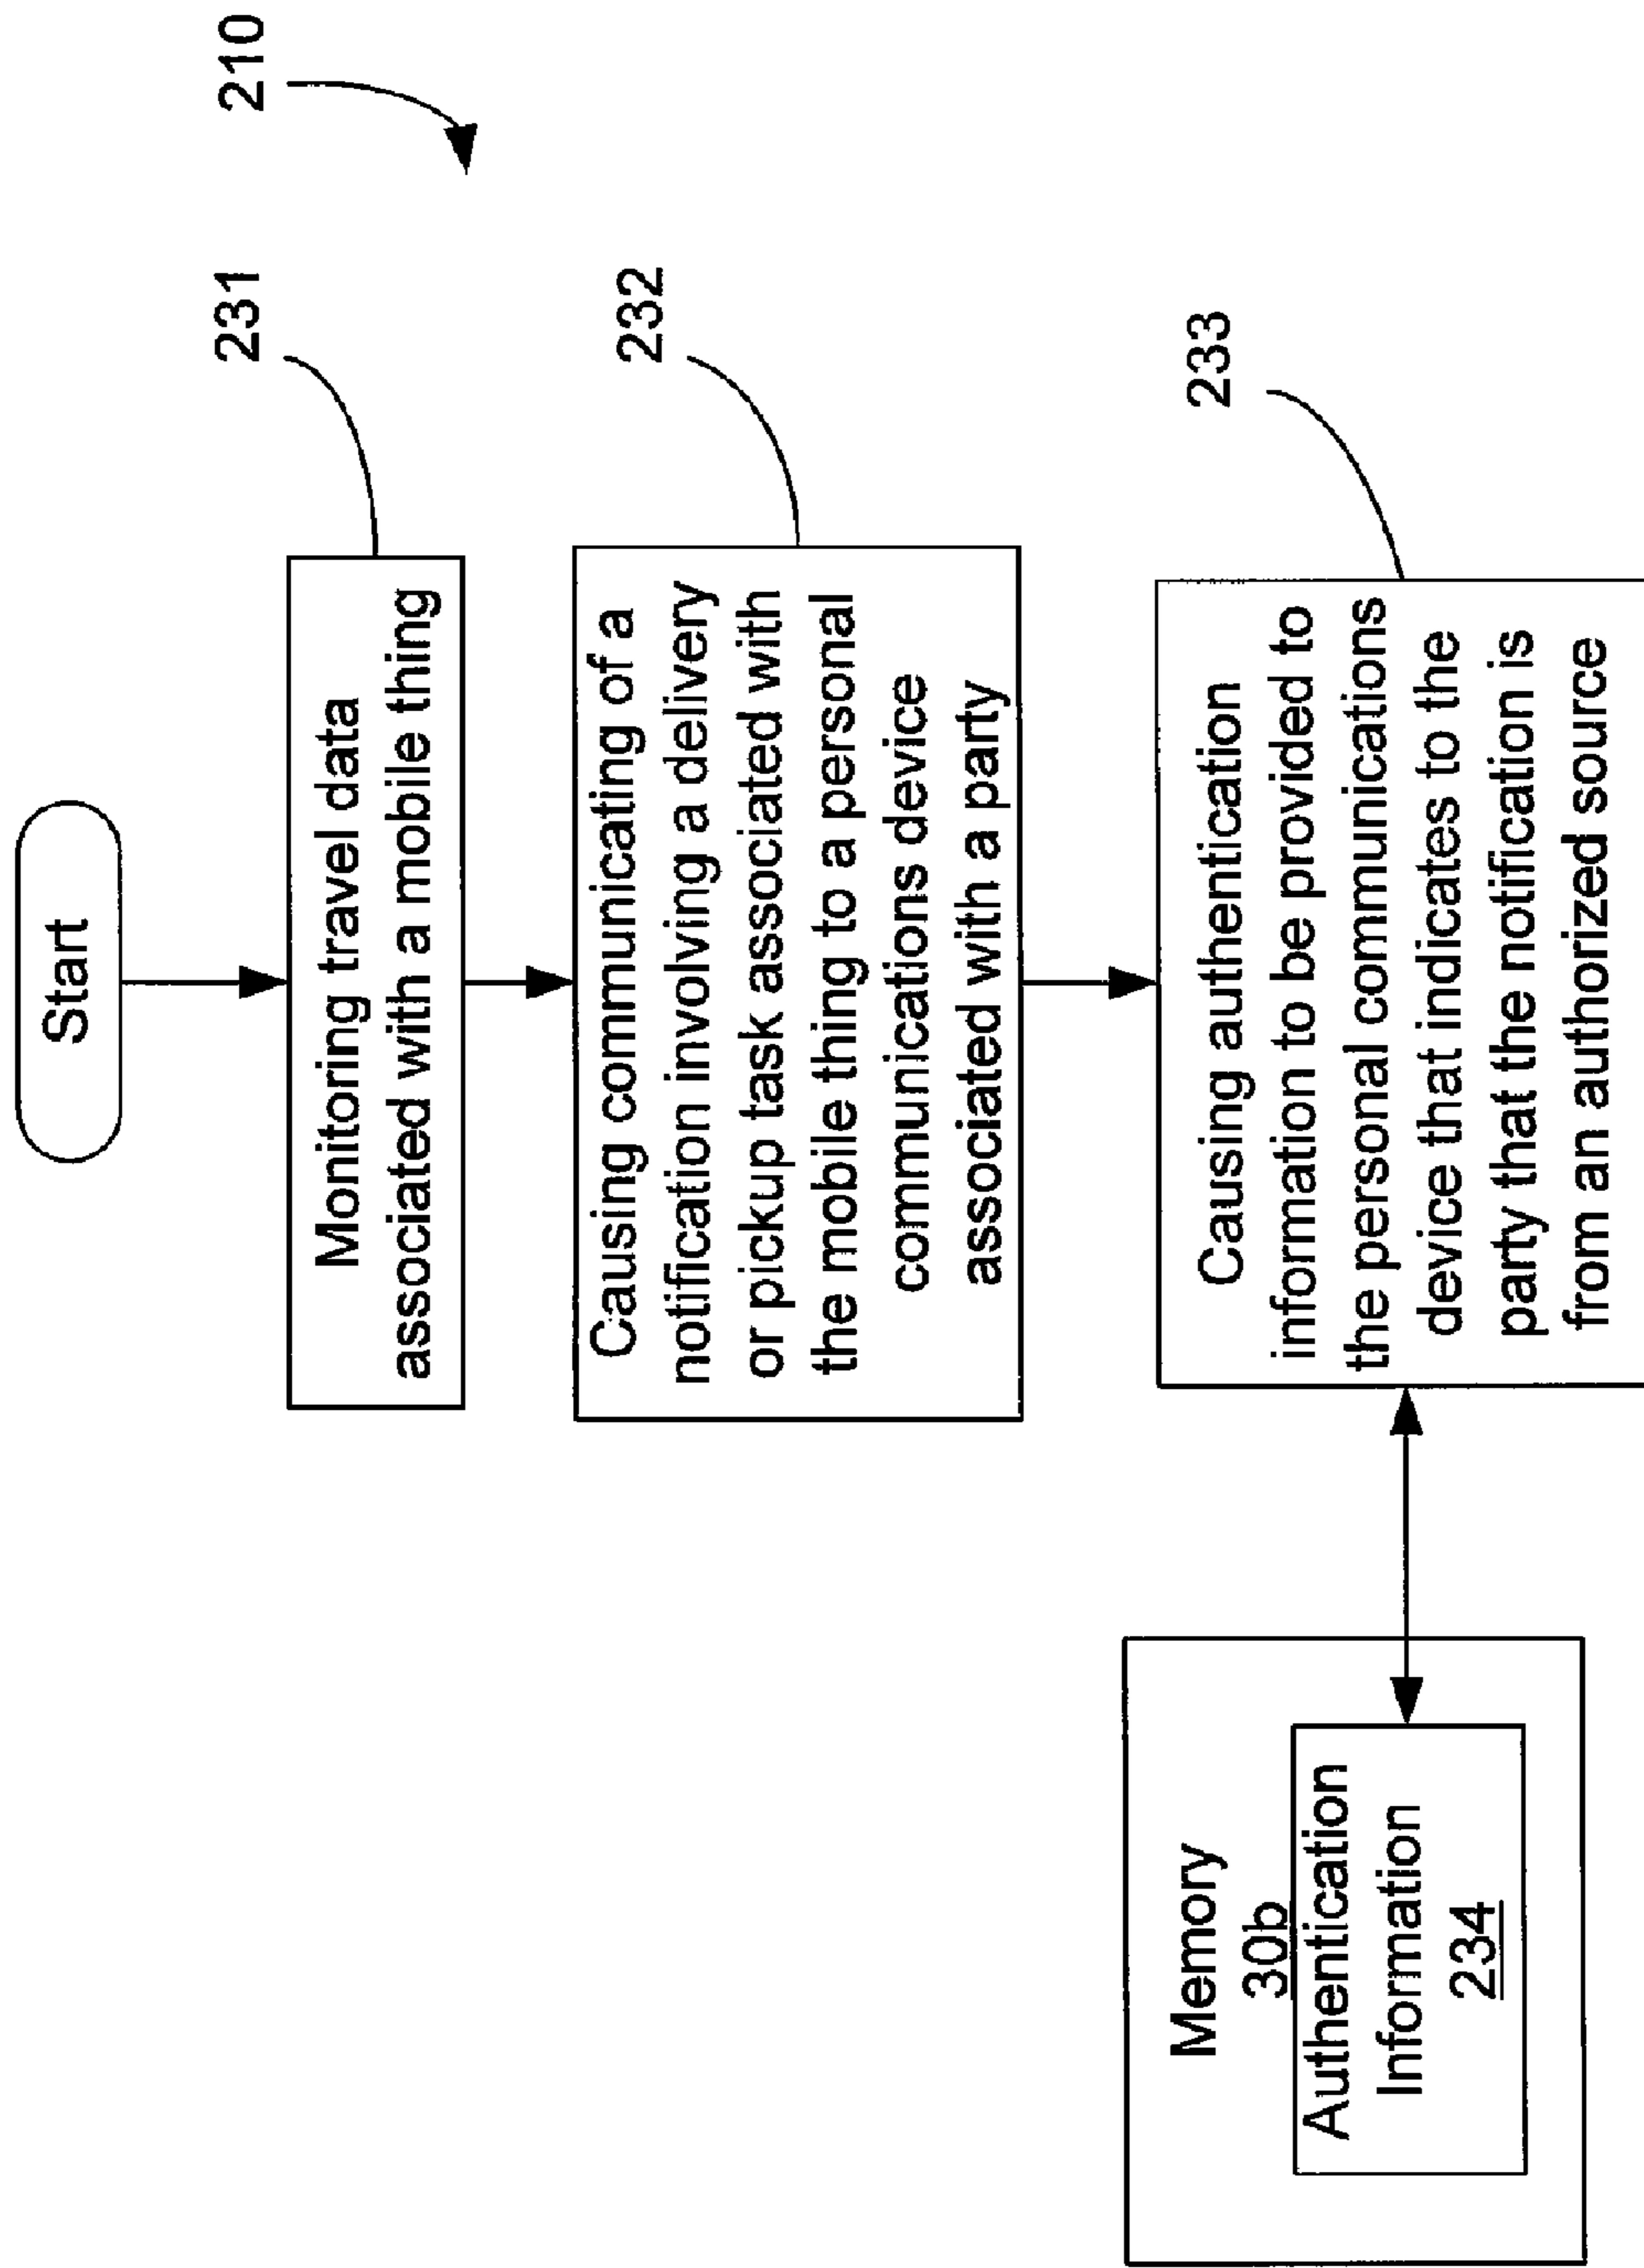 Start
210
231
Monitoring travel data
associated with a mobile thing
232
Causing communicating of a
notification involving a delivery
or pickup task associated with
the mobile thing to a personal
communications device
associated with a party
233
Causing authentication
information to be provided to
the personal communications
device that indicates to the
party that the notification is
from an authorized source
Memory
30b
Authentication
Information
234